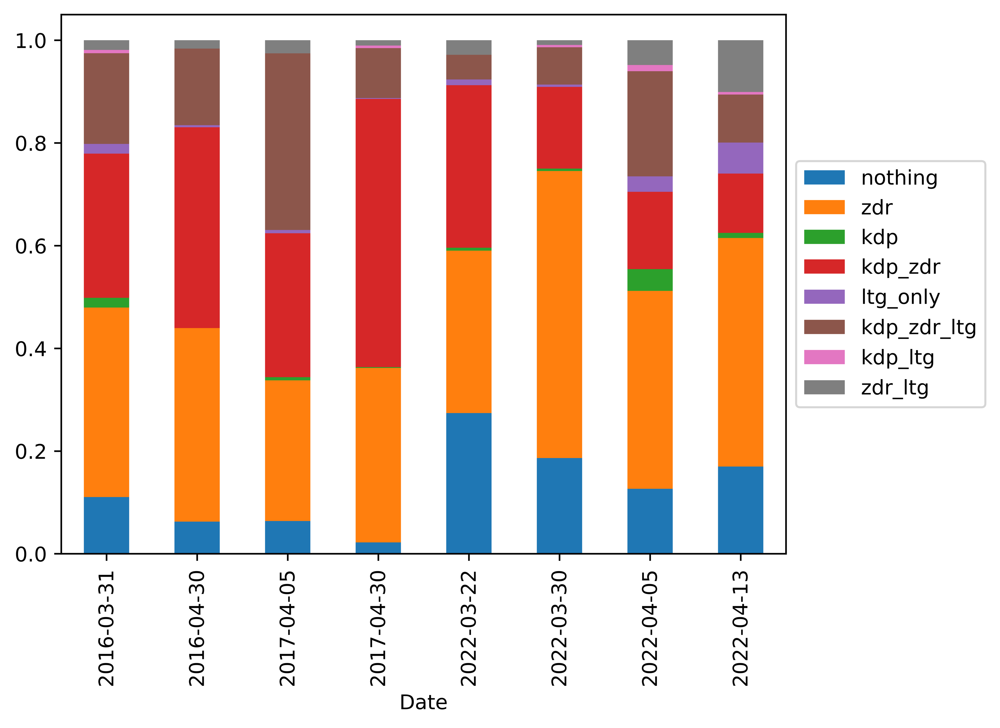 1.0
0.8
0.6
0.4
0.2
0.0
2016-03-31
2016-04-30
2017-04-05
2017-04-30
2022-03-22
2022-03-30
2022-04-05
2022-04-13
Date
nothing
zdr
kdp
kdp_zdr
ltg_only
kdp_zdr_ltg
kdp_ltg
zdr_ltg